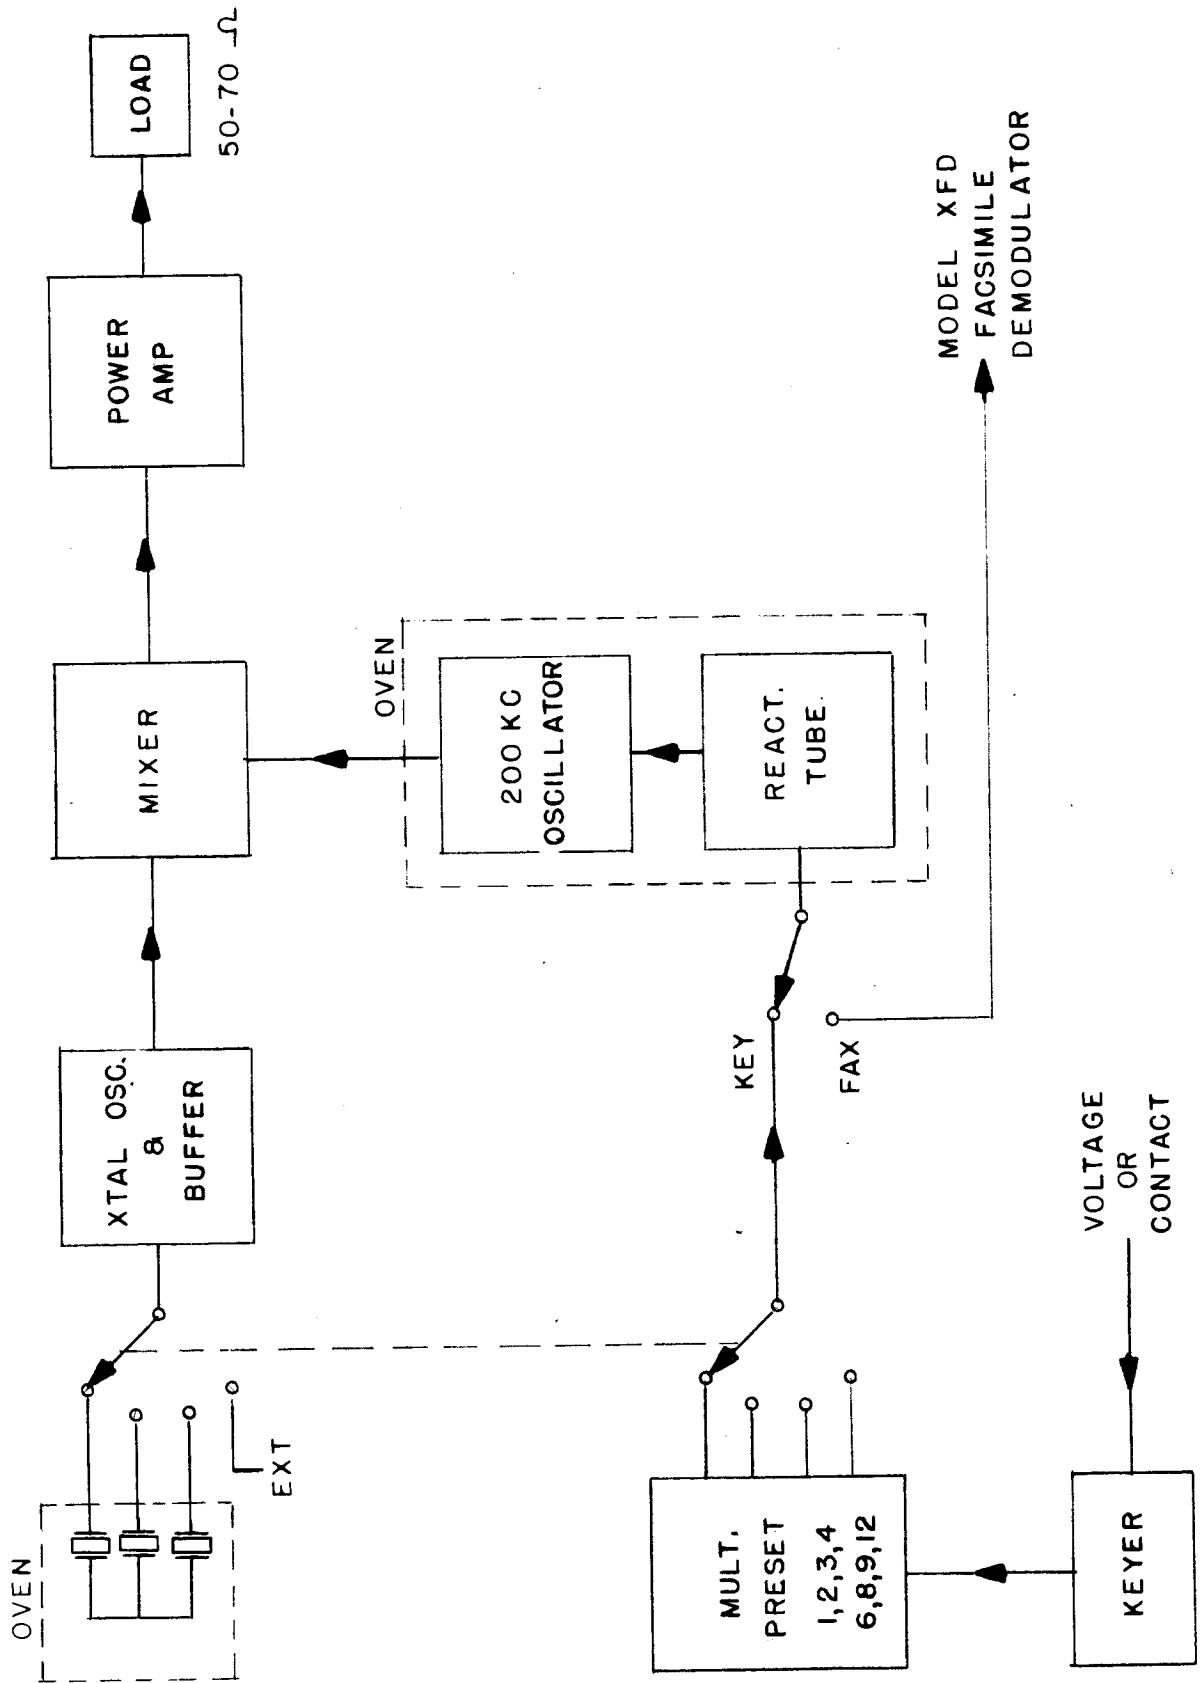 OVEN
EXT
XTAL OSC.
&
BUFFER
MIXER
POWER
AMP
LOAD
50-70 Ω
OVEN
200 KC
OSCILLATOR
REACT.
TUBE
KEY
FAX
MODEL XFD
FACSIMILE
DEMODULATOR
MULT.
PRESET
1,2,3,4
6,8,9,12
KEYER
VOLTAGE
OR
CONTACT